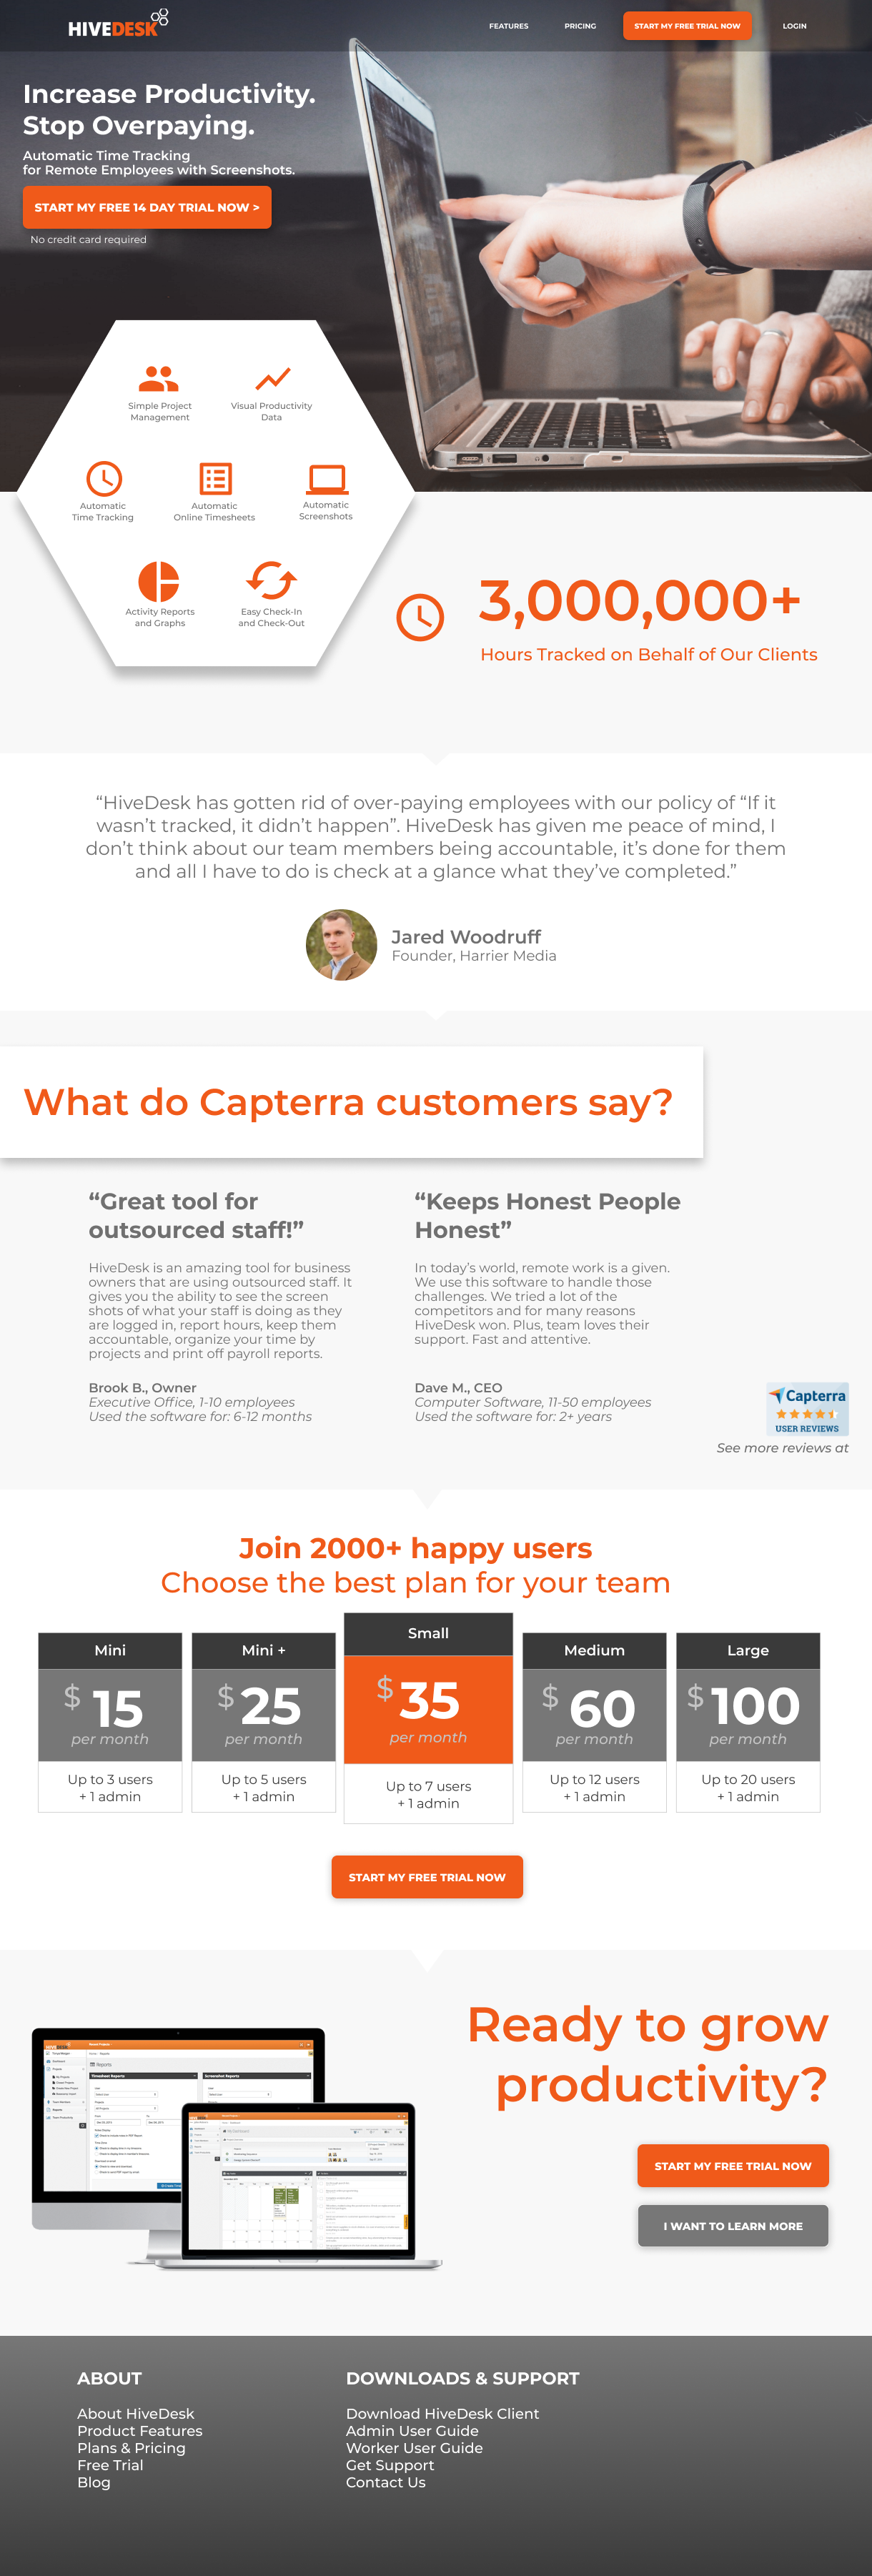 HIVEDESK
FEATURES
PRICING
START MY FREE TRIAL NOW
LOGIN
Increase Productivity.
Stop Overpaying.
Automatic Time Tracking
for Remote Employees with Screenshots.
START MY FREE 14 DAY TRIAL NOW >
No credit card required
Simple Project
Management
Visual Productivity
Data
Automatic
Time Tracking
Automatic
Online Timesheets
Automatic
Screenshots
Activity Reports
and Graphs
Easy Check-In
and Check-Out
3,000,000+
Hours Tracked on Behalf of Our Clients
“HiveDesk has gotten rid of over-paying employees with our policy of “If it
wasn’t tracked, it didn’t happen”. HiveDesk has given me peace of mind, I
don’t think about our team members being accountable, it’s done for them
and all I have to do is check at a glance what they’ve completed.”
Jared Woodruff
Founder, Harrier Media
What do Capterra customers say?
“Great tool for
outsourced staff!”
HiveDesk is an amazing tool for business
owners that are using outsourced staff. It
gives you the ability to see the screen
shots of what your staff is doing as they
are logged in, report hours, keep them
accountable, organize your time by
projects and print off payroll reports.
Brook B., Owner
Executive Office, 1-10 employees
Used the software for: 6-12 months
“Keeps Honest People
Honest”
In today’s world, remote work is a given.
We use this software to handle those
challenges. We tried a lot of the
competitors and for many reasons
HiveDesk won. Plus, team loves their
support. Fast and attentive.
Dave M., CEO
Computer Software, 11-50 employees
Used the software for: 2+ years
Capterra
USER REVIEWS
See more reviews at
Join 2000+ happy users
Choose the best plan for your team
Mini
$ 15
per month
Up to 3 users
+ 1 admin
Mini +
$ 25
per month
Up to 5 users
+ 1 admin
Small
$ 35
per month
Up to 7 users
+ 1 admin
Medium
$ 60
per month
Up to 12 users
+ 1 admin
Large
$ 100
per month
Up to 20 users
+ 1 admin
START MY FREE TRIAL NOW
Ready to grow
productivity?
START MY FREE TRIAL NOW
I WANT TO LEARN MORE
Reports
Timesheet Reports
Screenshot Reports
ABOUT
About HiveDesk
Product Features
Plans & Pricing
Free Trial
Blog
DOWNLOADS & SUPPORT
Download HiveDesk Client
Admin User Guide
Worker User Guide
Get Support
Contact Us